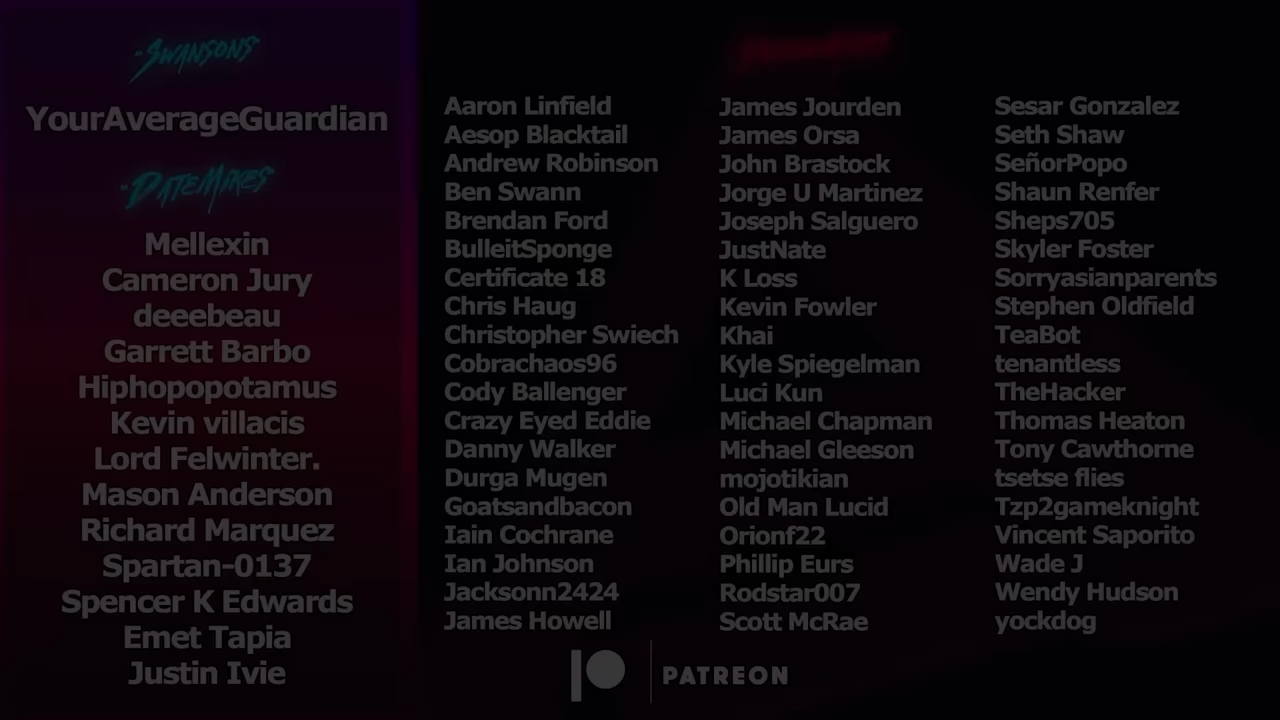 "SWANSONS"
YourAverageGuardian
"DATEMIKES"
Mellexin
Cameron Jury
deeebeau
Garrett Barbo
Hiphopopotamus
Kevin villacis
Lord Felwinter.
Mason Anderson
Richard Marquez
Spartan-0137
Spencer K Edwards
Emet Tapia
Justin Ivie
Aaron Linfield
Aesop Blacktail
Andrew Robinson
Ben Swann
Brendan Ford
BulleitSponge
Certificate 18
Chris Haug
Christopher Swiech
Cobrachaos96
Cody Ballenger
Crazy Eyed Eddie
Danny Walker
Durga Mugen
Goatsandbacon
Iain Cochrane
Ian Johnson
Jacksonn2424
James Howell
James Jourden
James Orsa
John Brastock
Jorge U Martinez
Joseph Salguero
JustNate
K Loss
Kevin Fowler
Khai
Kyle Spiegelman
Luci Kun
Michael Chapman
Michael Gleeson
mojotikian
Old Man Lucid
Orionf22
Phillip Eurs
Rodstar007
Scott McRae
Sesar Gonzalez
Seth Shaw
SeñorPopo
Shaun Renfer
Sheps705
Skyler Foster
Sorryasianparents
Stephen Oldfield
TeaBot
tenantless
TheHacker
Thomas Heaton
Tony Cawthorne
tsetse flies
Tzp2gameknight
Vincent Saporito
Wade J
Wendy Hudson
yockdog
PATREON